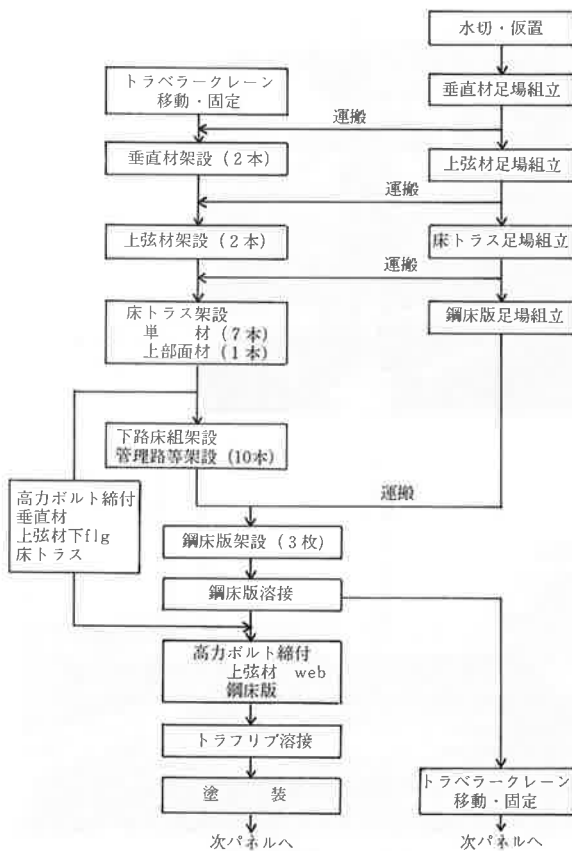 水切・仮置
トラベラークレーン
移動・固定
垂直材足場組立
運搬
垂直材架設（2本）
上弦材足場組立
運搬
上弦材架設（2本）
床トラス足場組立
運搬
床トラス架設
単　　材（7本）
上部面材（1本）
鋼床版足場組立
下路床組架設
管理路等架設（10本）
高力ボルト締付
垂直材
上弦材下flg
床トラス
運搬
鋼床版架設（3枚）
鋼床版溶接
高力ボルト締付
上弦材　web
鋼床版
トラフリブ溶接
塗　　装
トラベラークレーン
移動・固定
次パネルへ
次パネルへ